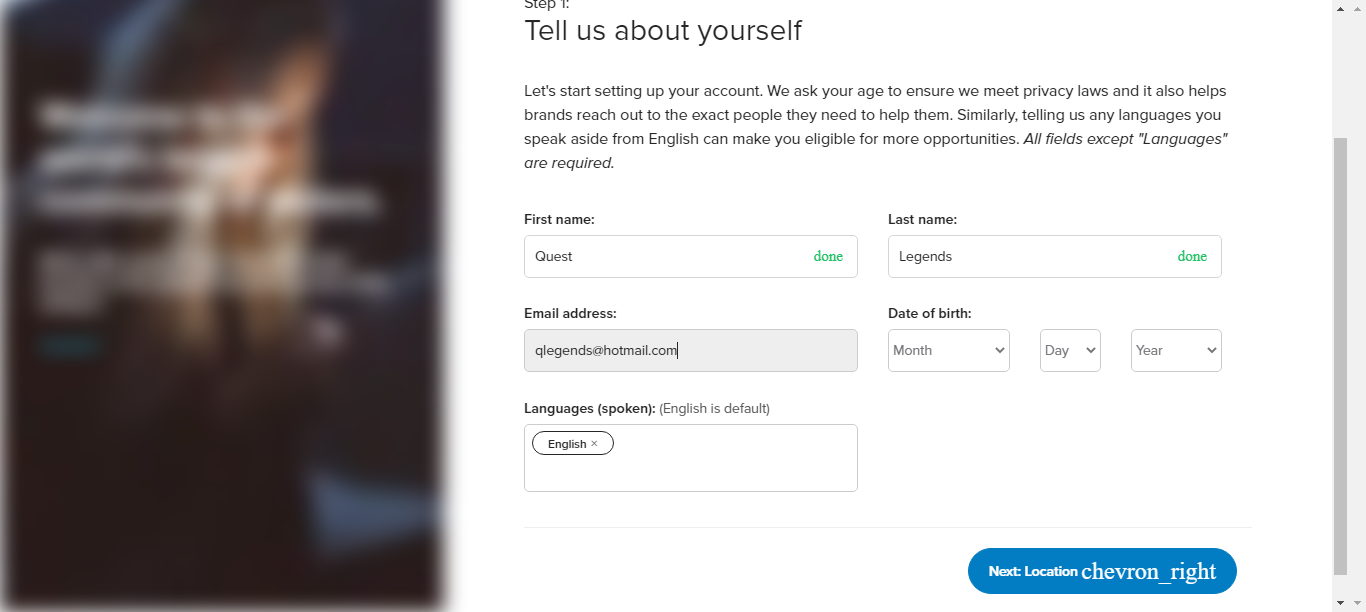 Step 1:
Tell us about yourself
Let's start setting up your account. We ask your age to ensure we meet privacy laws and it also helps
brands reach out to the exact people they need to help them. Similarly, telling us any languages you
speak aside from English can make you eligible for more opportunities. All fields except "Languages"
are required.
First name:
Last name:
Quest done
Legends done
Email address:
Date of birth:
qlegends@hotmail.com
Month Day Year
Languages (spoken): (English is default)
English ×
Next: Location chevron_right